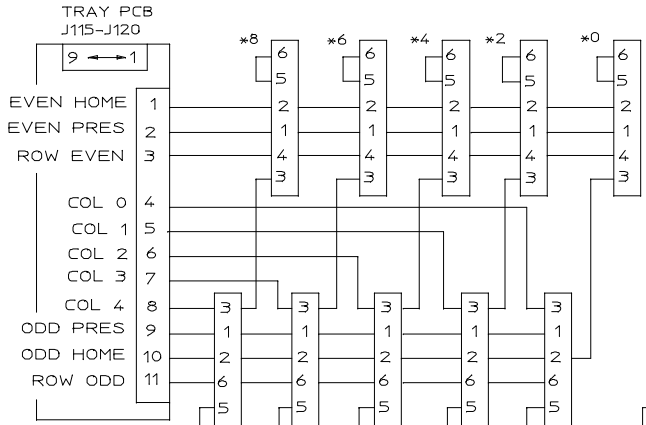 TRAY PCB
J115-J120
9 1
*8 *6 *4 *2 *0
6 6 6 6 6
5 5 5 5 5
EVEN HOME 1 2 2 2 2 2
EVEN PRES 2 1 1 1 1 1
ROW EVEN 3 4 4 4 4 4
3 3 3 3 3
COL 0 4
COL 1 5
COL 2 6
COL 3 7
COL 4 8 3 3 3 3 3
ODD PRES 9 1 1 1 1 1
ODD HOME 10 2 2 2 2 2
ROW ODD 11 6 6 6 6 6
5 5 5 5 5